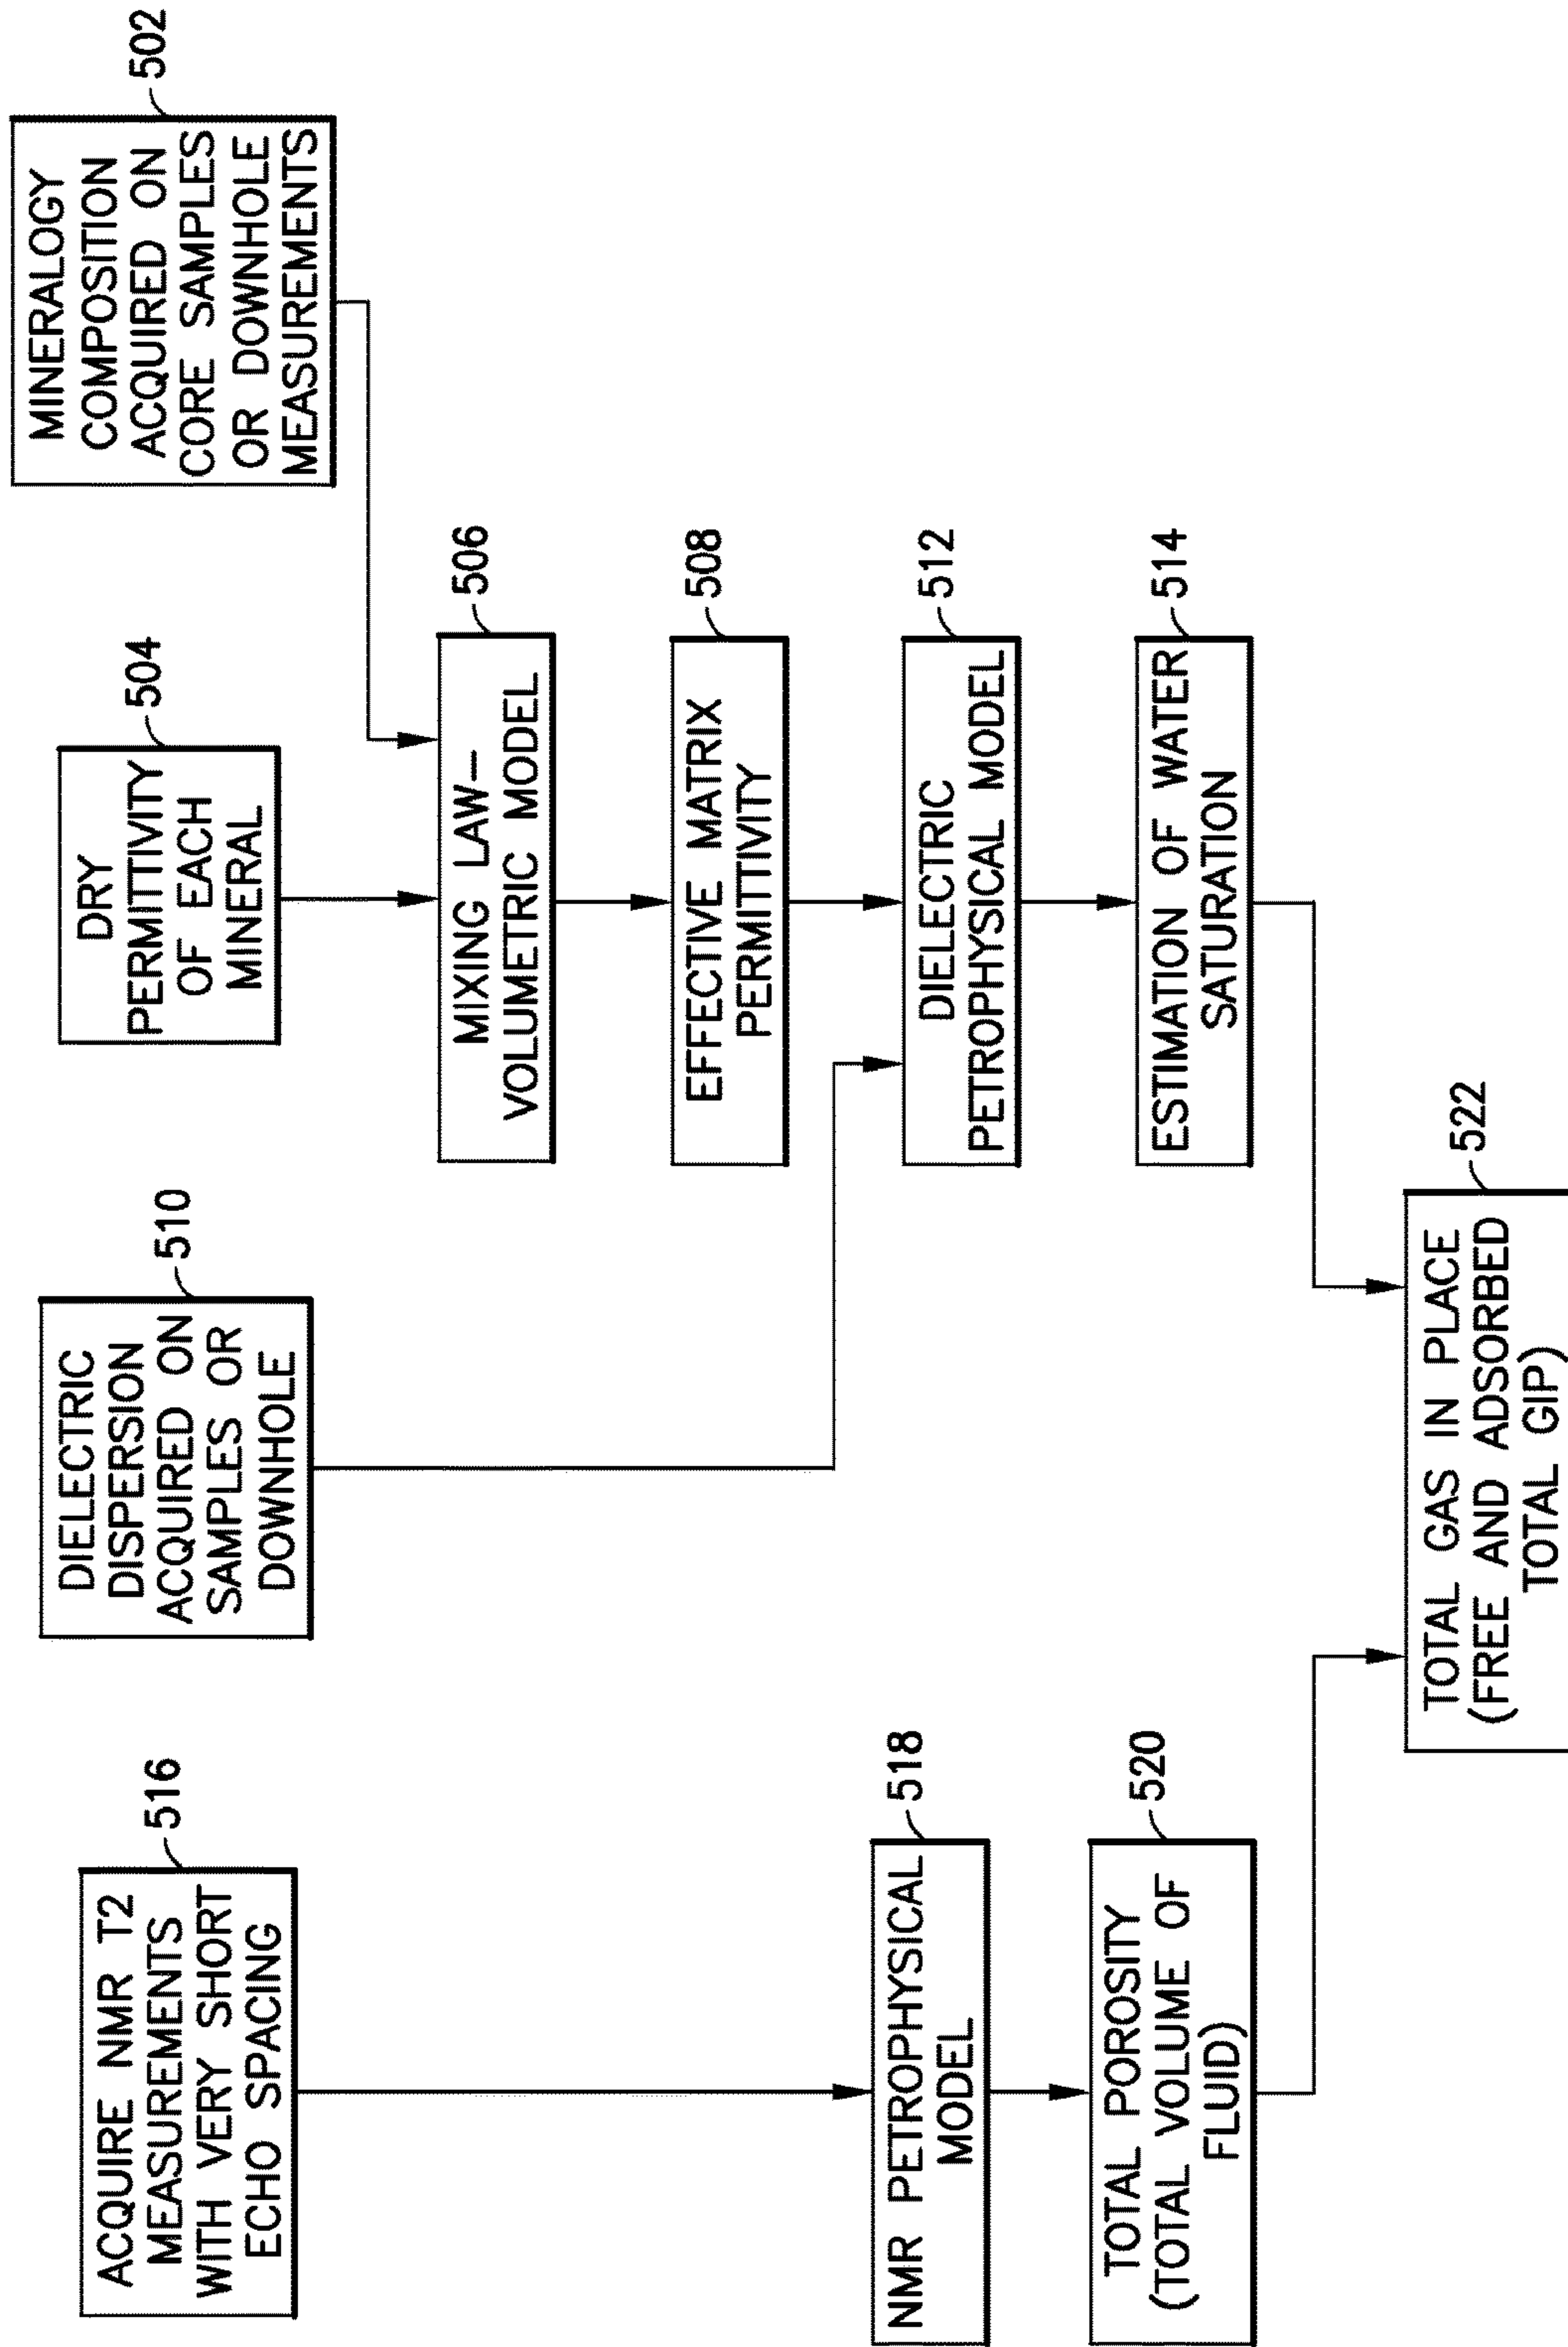 ACQUIRE NMR T2
MEASUREMENTS
WITH VERY SHORT
ECHO SPACING
516
DIELECTRIC
DISPERSION
ACQUIRED ON
SAMPLES OR
DOWNHOLE
510
DRY
PERMITTIVITY
OF EACH
MINERAL
504
MINERALOGY
COMPOSITION
ACQUIRED ON
CORE SAMPLES
OR DOWNHOLE
MEASUREMENTS
502
MIXING LAW–
VOLUMETRIC MODEL
506
EFFECTIVE MATRIX
PERMITTIVITY
508
NMR PETROPHYSICAL
MODEL
518
DIELECTRIC
PETROPHYSICAL MODEL
512
TOTAL POROSITY
(TOTAL VOLUME OF
FLUID)
520
ESTIMATION OF WATER
SATURATION
514
TOTAL GAS IN PLACE
(FREE AND ADSORBED
TOTAL GIP)
522